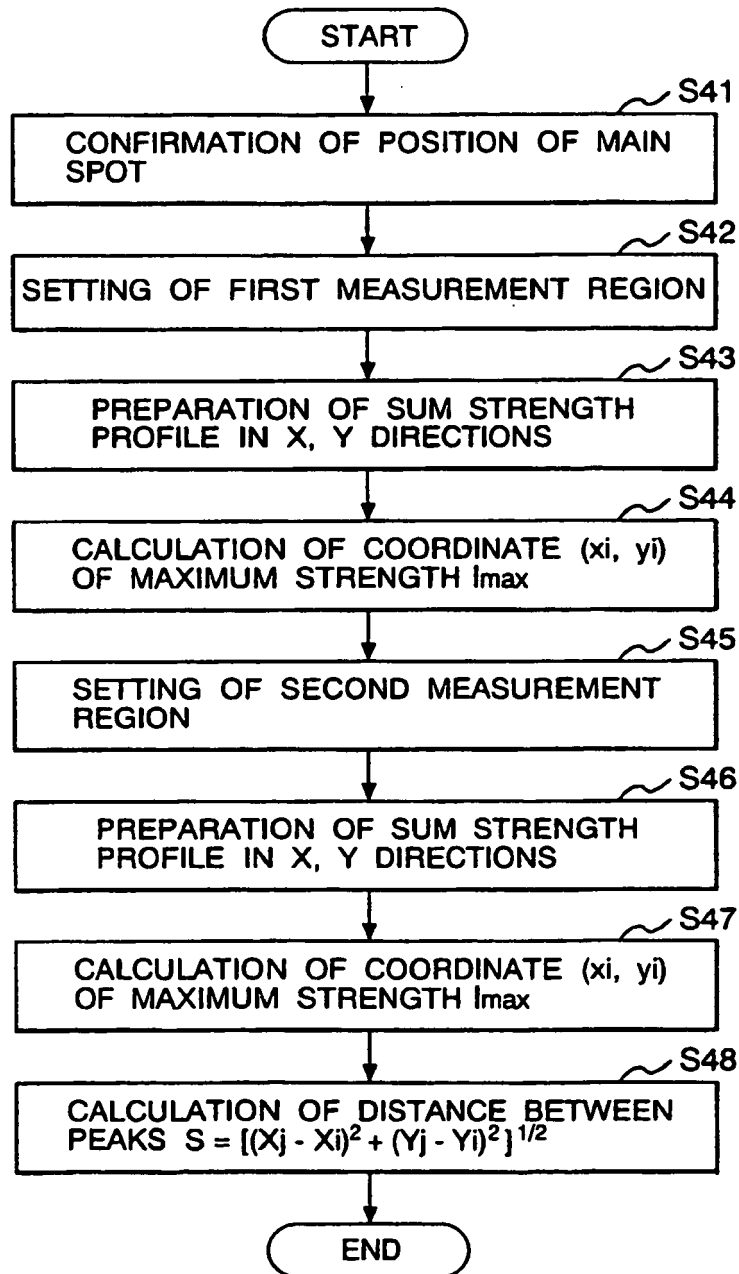 START
S41
CONFIRMATION OF POSITION OF MAIN
SPOT
S42
SETTING OF FIRST MEASUREMENT REGION
S43
PREPARATION OF SUM STRENGTH
PROFILE IN X, Y DIRECTIONS
S44
CALCULATION OF COORDINATE (xi, yi)
OF MAXIMUM STRENGTH Imax
S45
SETTING OF SECOND MEASUREMENT
REGION
S46
PREPARATION OF SUM STRENGTH
PROFILE IN X, Y DIRECTIONS
S47
CALCULATION OF COORDINATE (xi, yi)
OF MAXIMUM STRENGTH Imax
S48
CALCULATION OF DISTANCE BETWEEN
PEAKS S = [(Xj - Xi)² + (Yj - Yi)²]^1/2
END